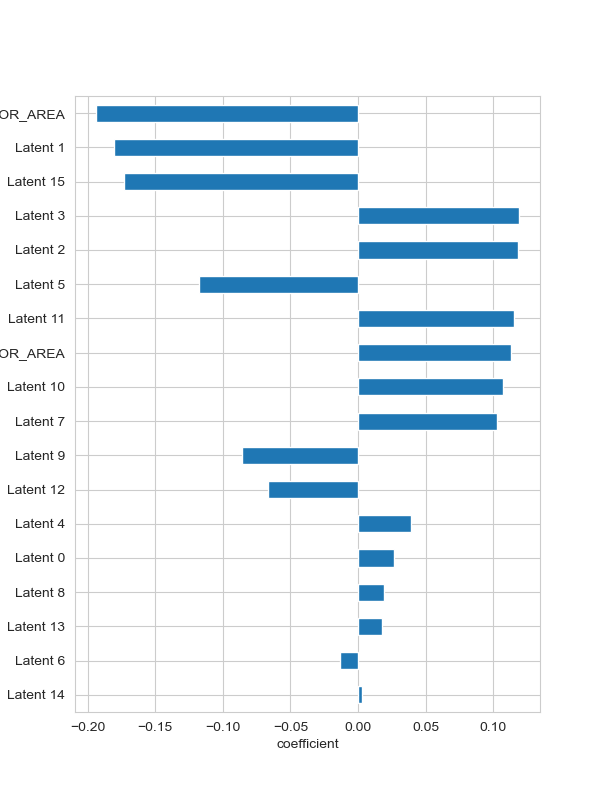 OR_AREA
Latent 1
Latent 15
Latent 3
Latent 2
Latent 5
Latent 11
OR_AREA
Latent 10
Latent 7
Latent 9
Latent 12
Latent 4
Latent 0
Latent 8
Latent 13
Latent 6
Latent 14
−0.20 −0.15 −0.10 −0.05 0.00 0.05 0.10
coefficient